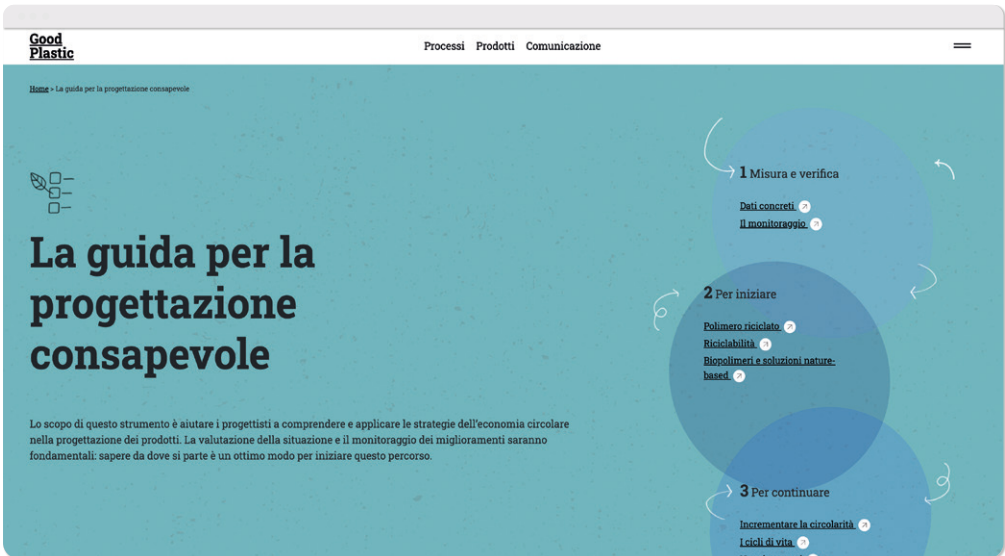 Good
Plastic
Processi Prodotti Comunicazione
Home > La guida per la progettazione consapevole
La guida per la
progettazione
consapevole
Lo scopo di questo strumento è aiutare i progettisti a comprendere e applicare le strategie dell'economia circolare
nella progettazione dei prodotti. La valutazione della situazione e il monitoraggio dei miglioramenti saranno
fondamentali: sapere da dove si parte è un ottimo modo per iniziare questo percorso.
1 Misura e verifica
Dati concreti
Il monitoraggio
2 Per iniziare
Polimero riciclato
Riciclabilità
Biopolimeri e soluzioni nature-
based
3 Per continuare
Incrementare la circolarità
I cicli di vita